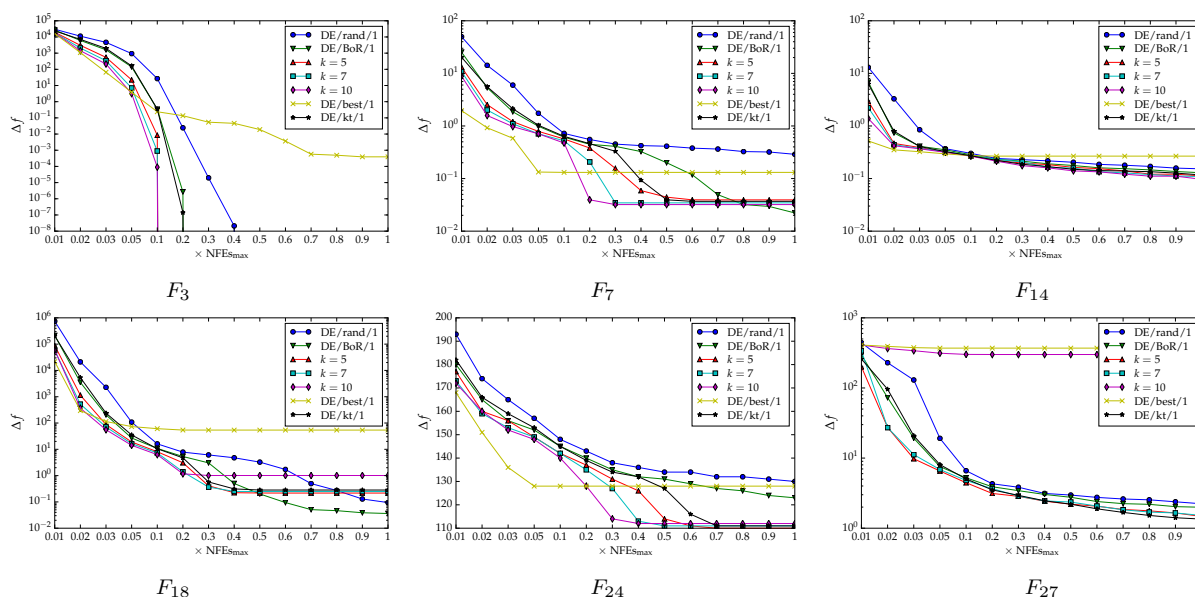 10^5
10^4
10^3
10^2
10^1
10^0
10^-1
10^-2
10^-3
10^-4
10^-5
10^-6
10^-7
10^-8
Δf
DE/rand/1
DE/BoR/1
k = 5
k = 7
k = 10
DE/best/1
DE/kt/1
0.01 0.02 0.03 0.05 0.1 0.2 0.3 0.4 0.5 0.6 0.7 0.8 0.9 1
× NFEs_max
F_3
10^2
10^1
10^0
10^-1
10^-2
Δf
DE/rand/1
DE/BoR/1
k = 5
k = 7
k = 10
DE/best/1
DE/kt/1
0.01 0.02 0.03 0.05 0.1 0.2 0.3 0.4 0.5 0.6 0.7 0.8 0.9 1
× NFEs_max
F_7
10^2
10^1
10^0
10^-1
10^-2
Δf
DE/rand/1
DE/BoR/1
k = 5
k = 7
k = 10
DE/best/1
DE/kt/1
0.01 0.02 0.03 0.05 0.1 0.2 0.3 0.4 0.5 0.6 0.7 0.8 0.9
× NFEs_max
F_14
10^6
10^5
10^4
10^3
10^2
10^1
10^0
10^-1
10^-2
Δf
DE/rand/1
DE/BoR/1
k = 5
k = 7
k = 10
DE/best/1
DE/kt/1
0.01 0.02 0.03 0.05 0.1 0.2 0.3 0.4 0.5 0.6 0.7 0.8 0.9 1
× NFEs_max
F_18
200
190
180
170
160
150
140
130
120
110
Δf
DE/rand/1
DE/BoR/1
k = 5
k = 7
k = 10
DE/best/1
DE/kt/1
0.01 0.02 0.03 0.05 0.1 0.2 0.3 0.4 0.5 0.6 0.7 0.8 0.9 1
× NFEs_max
F_24
10^3
10^2
10^1
10^0
Δf
DE/rand/1
DE/BoR/1
k = 5
k = 7
k = 10
DE/best/1
DE/kt/1
0.01 0.02 0.03 0.05 0.1 0.2 0.3 0.4 0.5 0.6 0.7 0.8 0.9
× NFEs_max
F_27